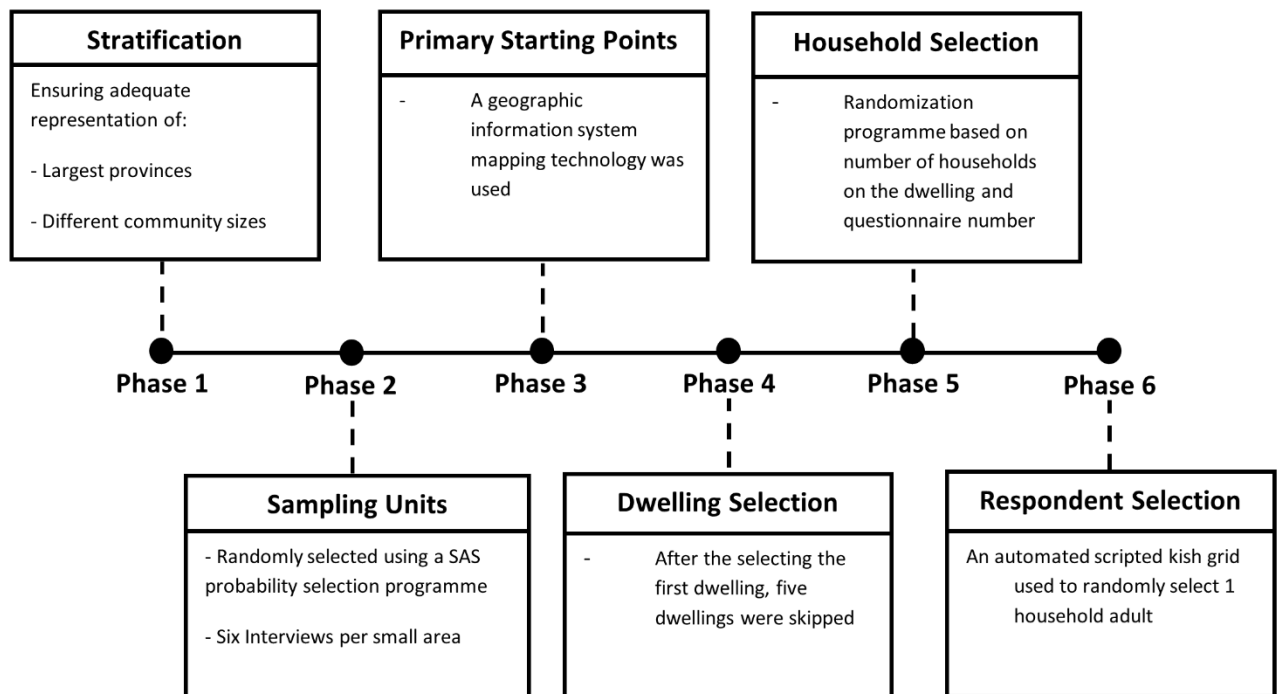 Stratification
Ensuring adequate
representation of:
- Largest provinces
- Different community sizes
Primary Starting Points
- A geographic
information system
mapping technology was
used
Household Selection
- Randomization
programme based on
number of households
on the dwelling and
questionnaire number
Phase 1
Phase 2
Phase 3
Phase 4
Phase 5
Phase 6
Sampling Units
- Randomly selected using a SAS
probability selection programme
- Six Interviews per small area
Dwelling Selection
- After the selecting the
first dwelling, five
dwellings were skipped
Respondent Selection
An automated scripted kish grid
used to randomly select 1
household adult